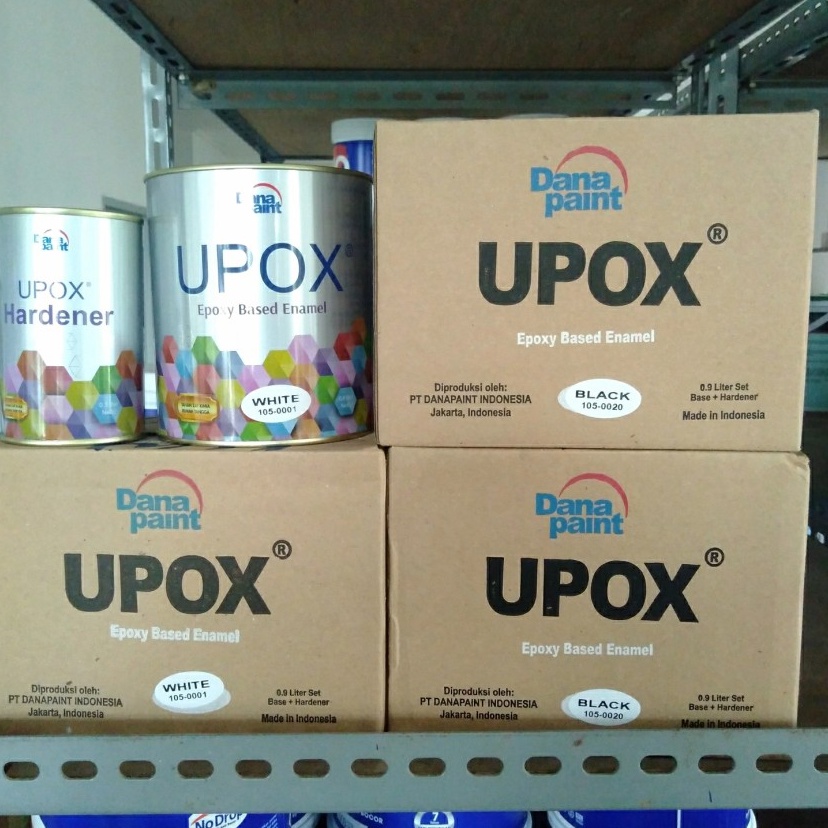 Dana
paint
UPOX®
Hardener
Dana
paint
UPOX®
Epoxy Based Enamel
WHITE
105-0001
Dana
paint
UPOX®
Epoxy Based Enamel
Diproduksi oleh:
PT DANAPAINT INDONESIA
Jakarta, Indonesia
BLACK
105-0020
0.9 Liter Set
Base + Hardener
Made in Indonesia
Dana
paint
UPOX®
Epoxy Based Enamel
Diproduksi oleh:
PT DANAPAINT INDONESIA
Jakarta, Indonesia
WHITE
105-0001
0.9 Liter Set
Base + Hardener
Made in Indonesia
Dana
paint
UPOX®
Epoxy Based Enamel
Diproduksi oleh:
PT DANAPAINT INDONESIA
Jakarta, Indonesia
BLACK
105-0020
0.9 Liter Set
Base + Hardener
Made in Indonesia
No Drop
7